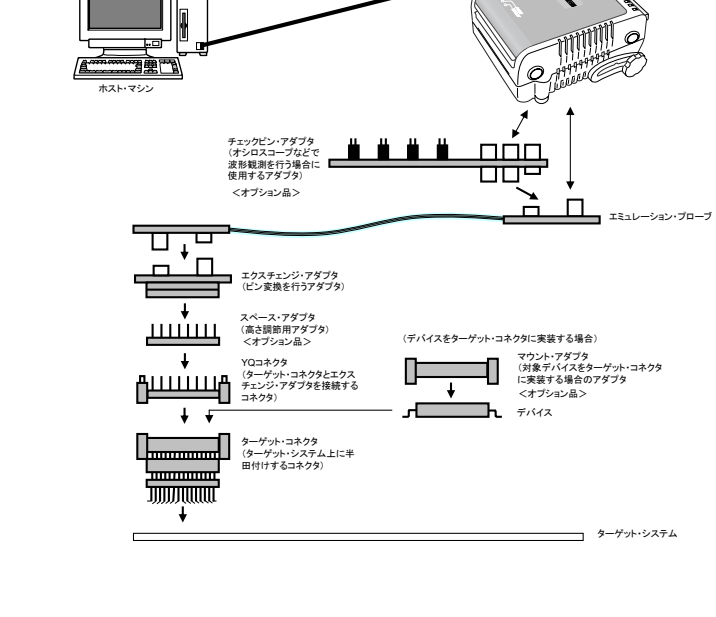 ホスト・マシン
チェックピン・アダプタ
(オシロスコープなどで
波形観測を行う場合に
使用するアダプタ)
＜オプション品＞
エミュレーション・プローブ
エクスチェンジ・アダプタ
(ピン変換を行うアダプタ)
スペース・アダプタ
(高さ調節用アダプタ)
＜オプション品＞
YQコネクタ
(ターゲット・コネクタとエクス
チェンジ・アダプタを接続する
コネクタ)
(デバイスをターゲット・コネクタに実装する場合)
マウント・アダプタ
(対象デバイスをターゲット・コネクタ
に実装する場合のアダプタ
＜オプション品＞
デバイス
ターゲット・コネクタ
(ターゲット・システム上に半
田付けするコネクタ)
ターゲット・システム